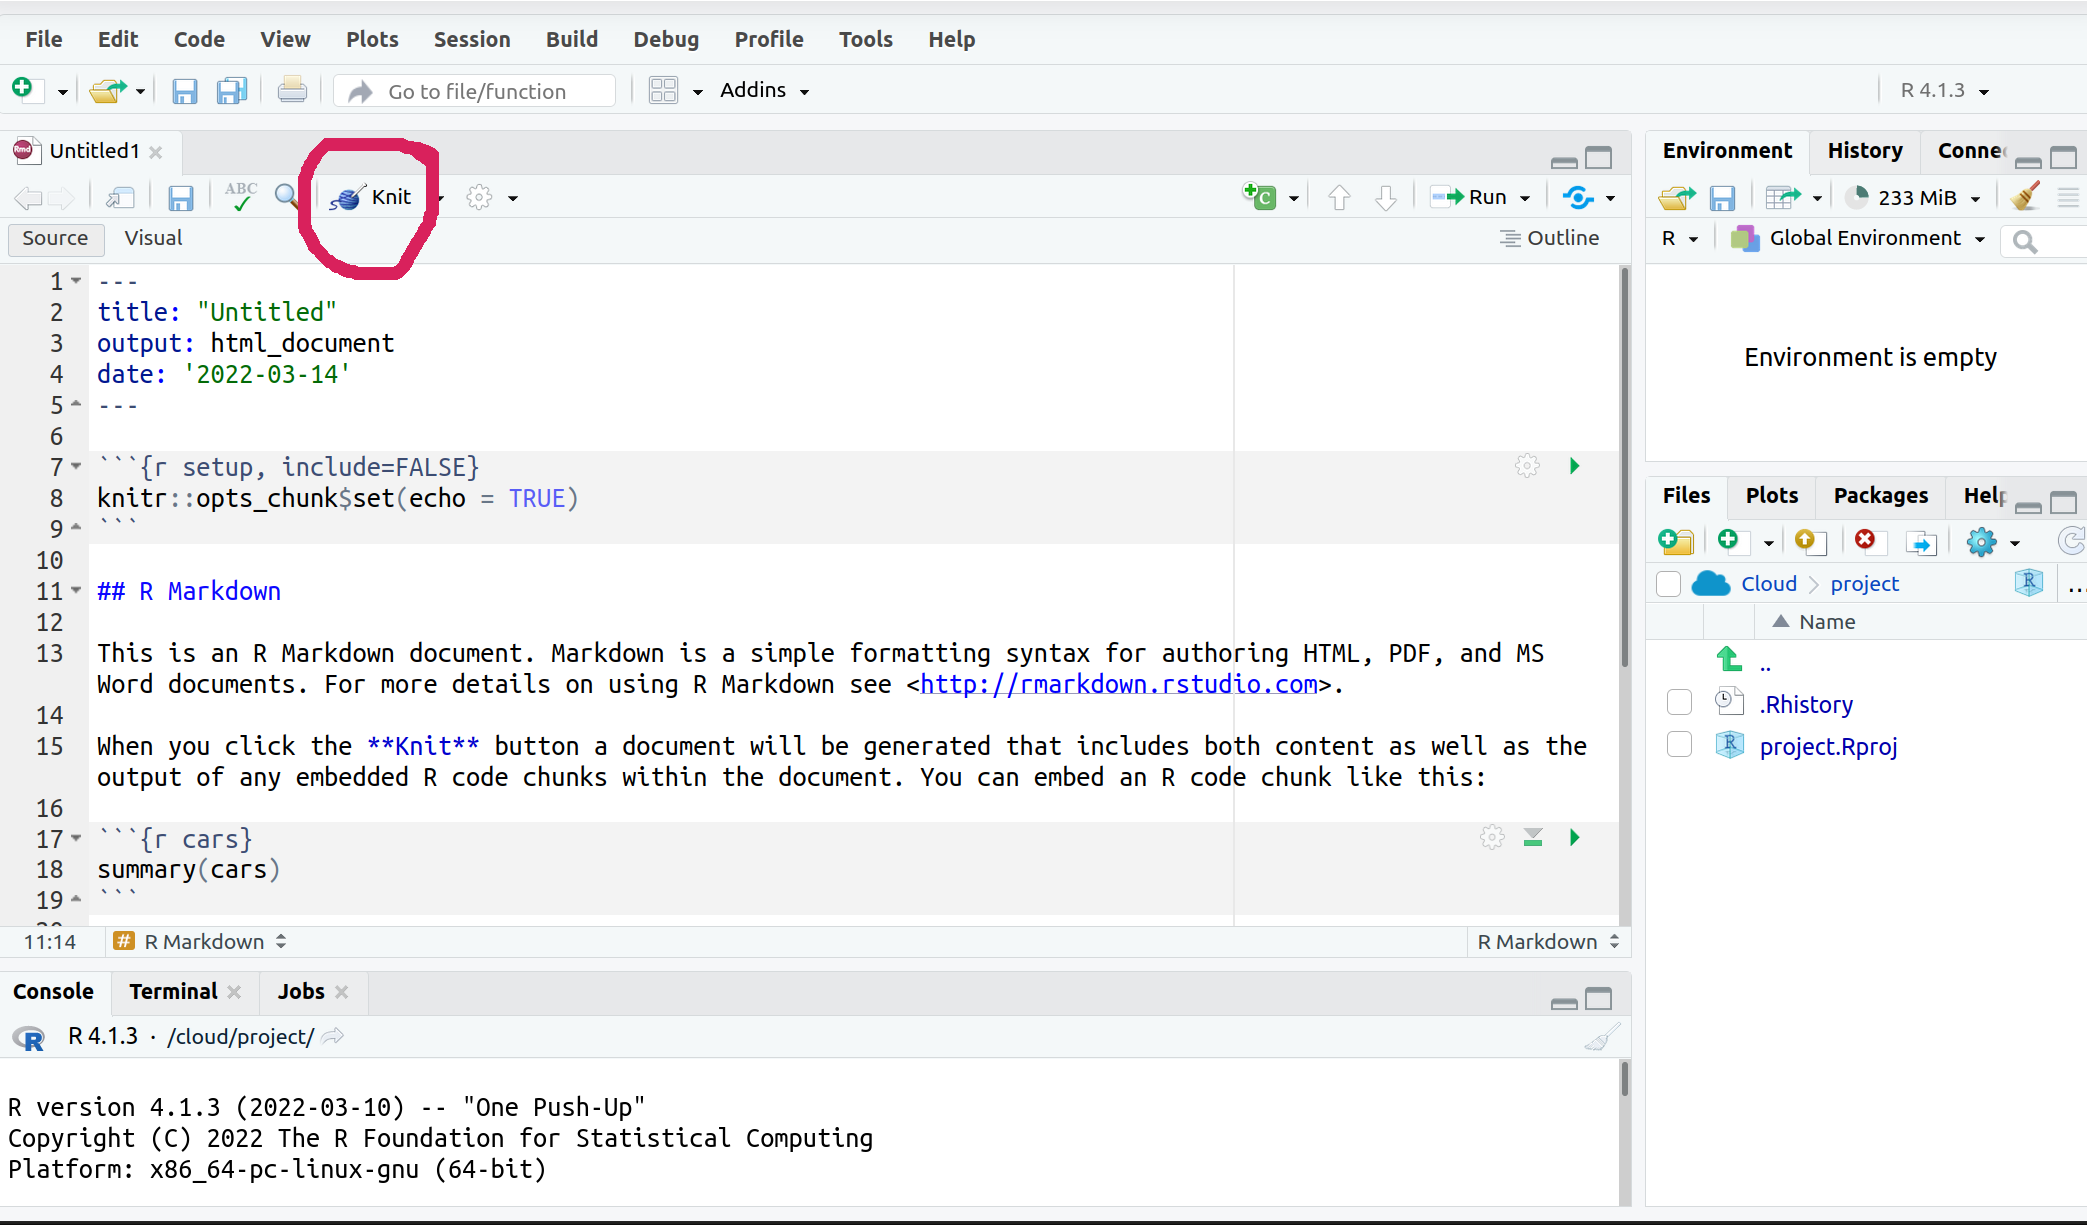 File Edit Code View Plots Session Build Debug Profile Tools Help
Go to file/function Addins R 4.1.3
Rmd Untitled1
ABC Knit C Run
Source Visual Outline
1 ---
2 title: "Untitled"
3 output: html_document
4 date: '2022-03-14'
5 ---
6
7 ```{r setup, include=FALSE}
8 knitr::opts_chunk$set(echo = TRUE)
9 ```
10
11 ## R Markdown
12
13 This is an R Markdown document. Markdown is a simple formatting syntax for authoring HTML, PDF, and MS
Word documents. For more details on using R Markdown see <http://rmarkdown.rstudio.com>.
14
15 When you click the **Knit** button a document will be generated that includes both content as well as the
output of any embedded R code chunks within the document. You can embed an R code chunk like this:
16
17 ```{r cars}
18 summary(cars)
19 ```
11:14 # R Markdown R Markdown
Console Terminal Jobs
R R 4.1.3 · /cloud/project/
R version 4.1.3 (2022-03-10) -- "One Push-Up"
Copyright (C) 2022 The R Foundation for Statistical Computing
Platform: x86_64-pc-linux-gnu (64-bit)
Environment History Conne
233 MiB
R Global Environment
Environment is empty
Files Plots Packages Help
Cloud project R ...
Name
..
.Rhistory
R project.Rproj